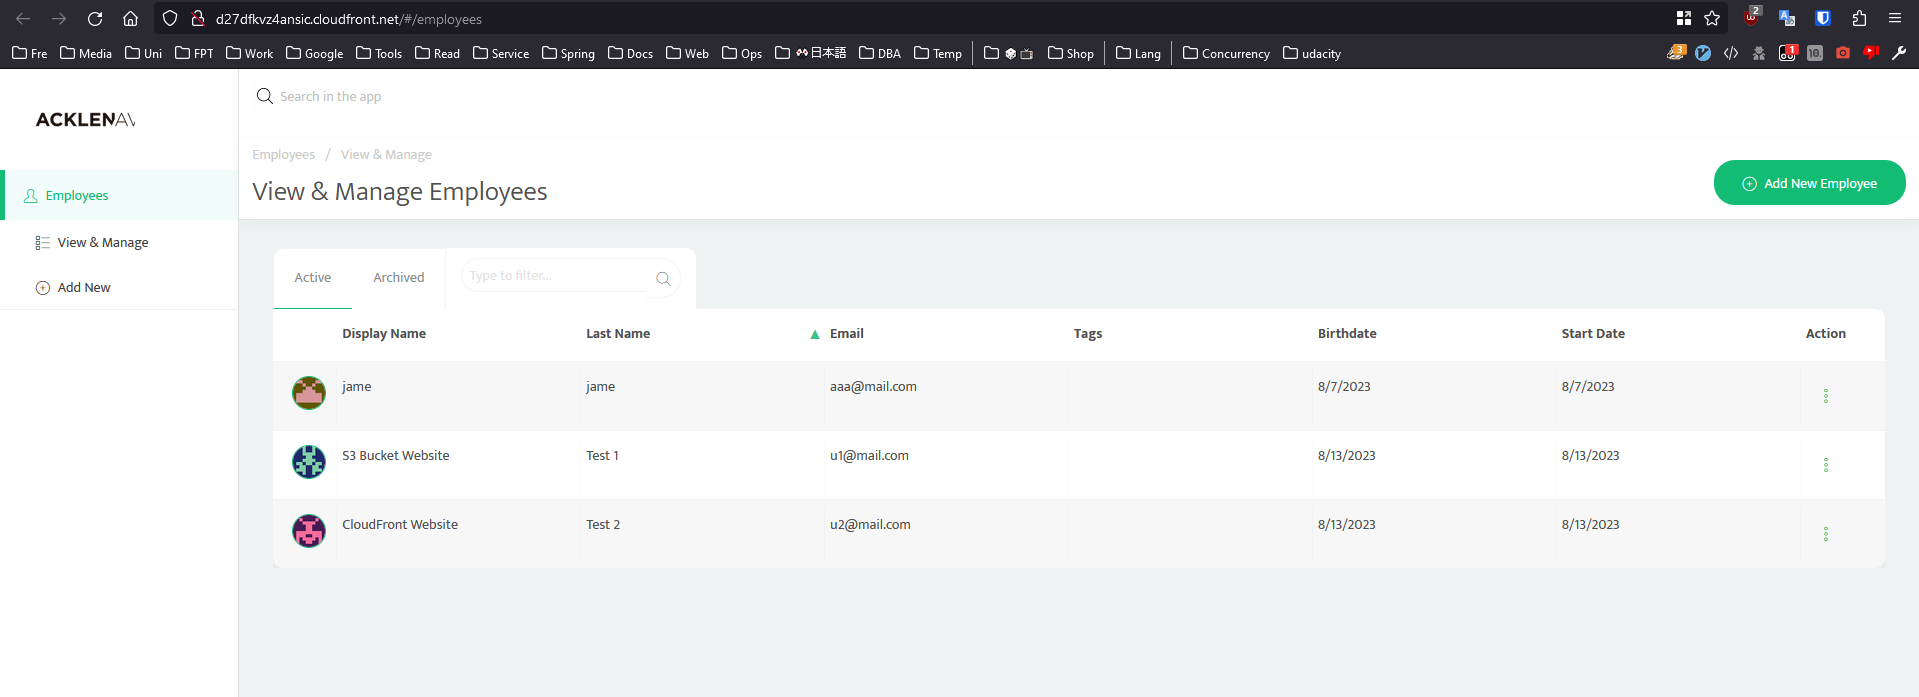 d27dfkvz4ansic.cloudfront.net/#/employees
2
Fre Media Uni FPT Work Google Tools Read Service Spring Docs Web Ops 🎌日本語 DBA Temp 🎲📺 Shop Lang Concurrency udacity
3 1 10
ACKLENAV
Search in the app
Employees / View & Manage
View & Manage Employees
Add New Employee
Employees
View & Manage
Add New
Active Archived Type to filter...
Display Name Last Name ▲ Email Tags Birthdate Start Date Action
jame jame aaa@mail.com 8/7/2023 8/7/2023
S3 Bucket Website Test 1 u1@mail.com 8/13/2023 8/13/2023
CloudFront Website Test 2 u2@mail.com 8/13/2023 8/13/2023